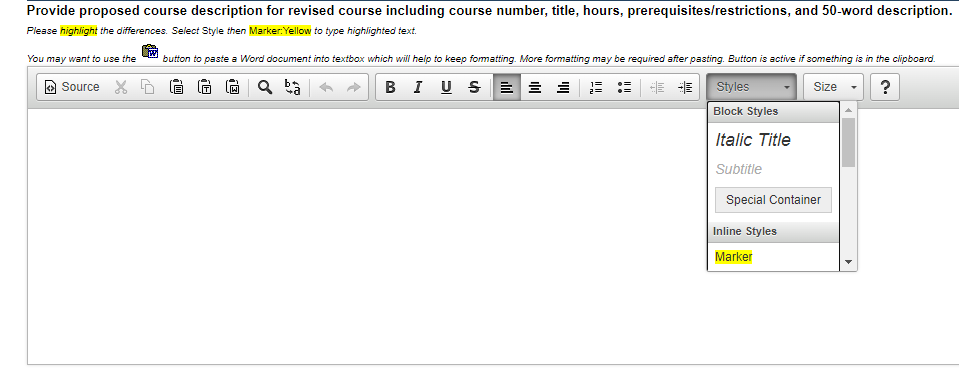 Provide proposed course description for revised course including course number, title, hours, prerequisites/restrictions, and 50-word description.
Please highlight the differences. Select Style then Marker:Yellow to type highlighted text.
You may want to use the button to paste a Word document into textbox which will help to keep formatting. More formatting may be required after pasting. Button is active if something is in the clipboard.
Source B I U S Styles Size ?
Block Styles
Italic Title
Subtitle
Special Container
Inline Styles
Marker